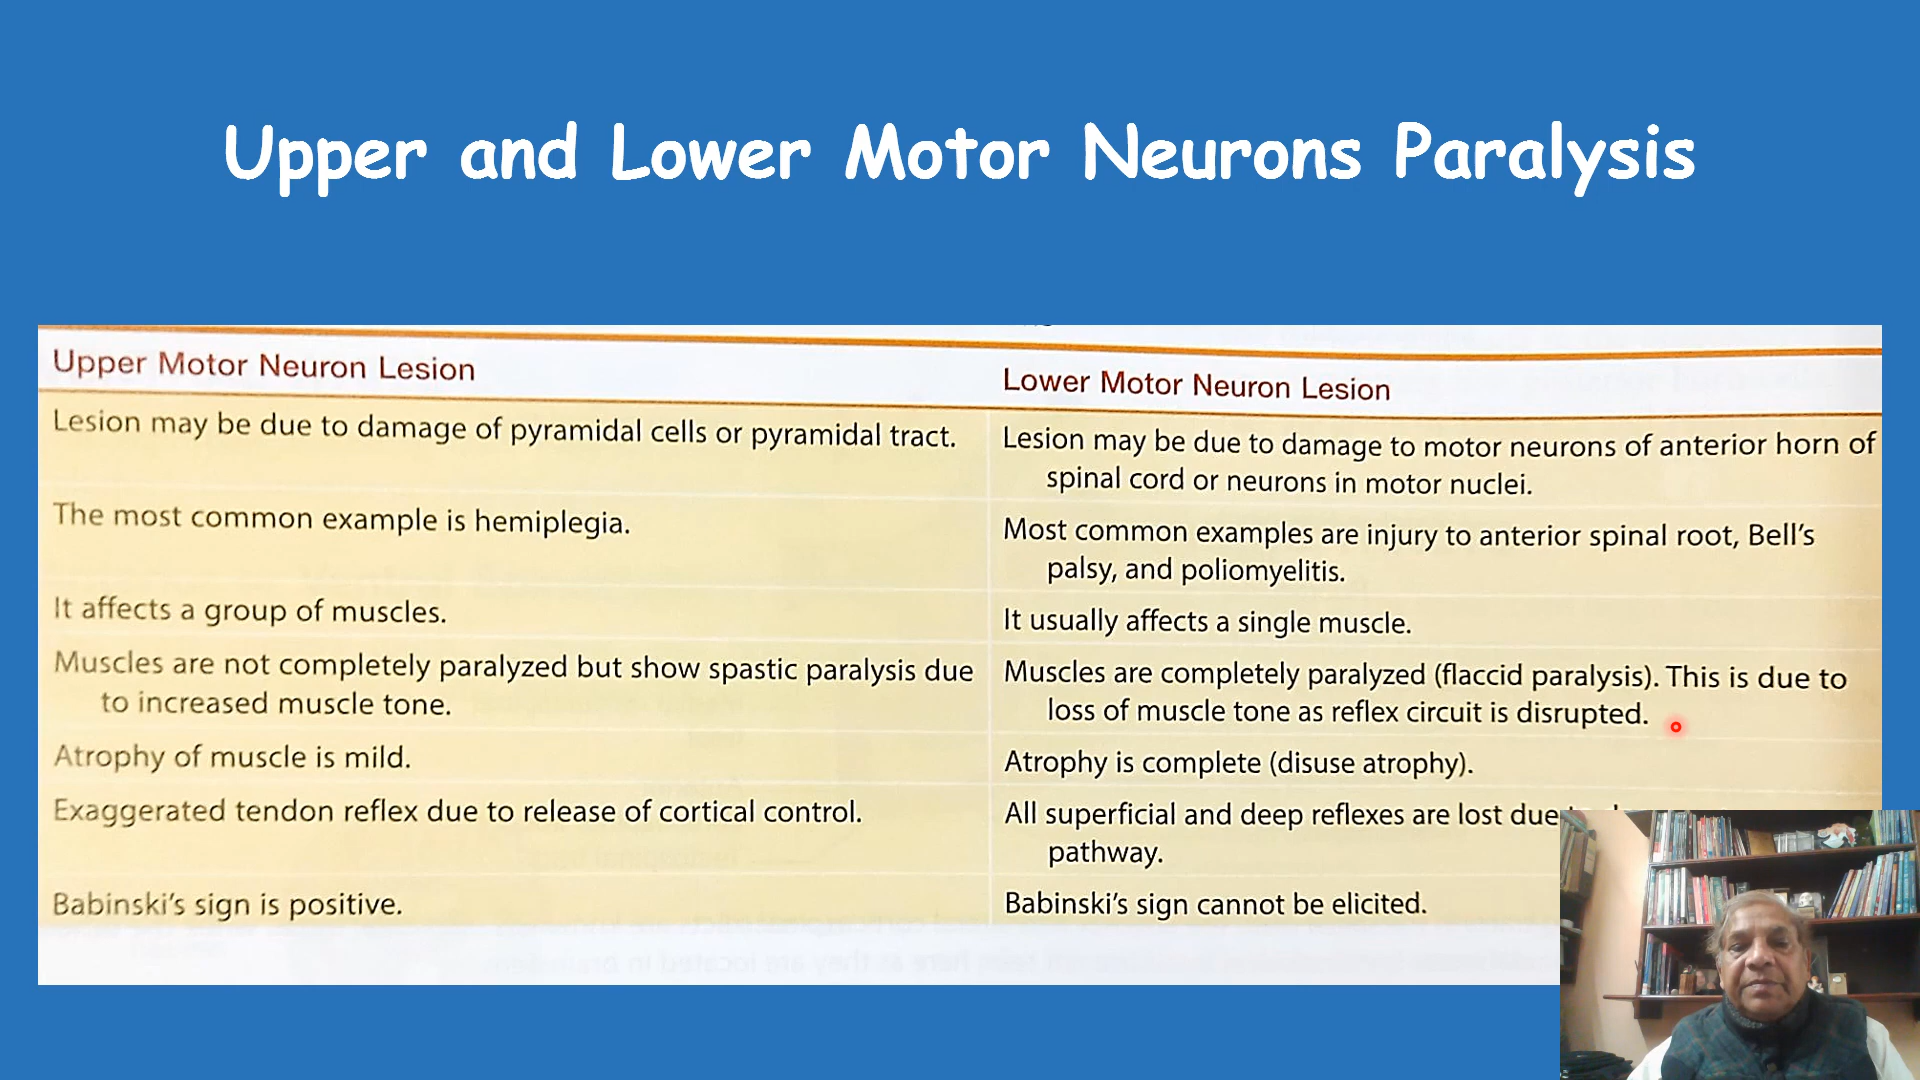 Upper and Lower Motor Neurons Paralysis
Upper Motor Neuron Lesion
Lower Motor Neuron Lesion
Lesion may be due to damage of pyramidal cells or pyramidal tract.
Lesion may be due to damage to motor neurons of anterior horn of
spinal cord or neurons in motor nuclei.
The most common example is hemiplegia.
Most common examples are injury to anterior spinal root, Bell's
palsy, and poliomyelitis.
It affects a group of muscles.
It usually affects a single muscle.
Muscles are not completely paralyzed but show spastic paralysis due
to increased muscle tone.
Muscles are completely paralyzed (flaccid paralysis). This is due to
loss of muscle tone as reflex circuit is disrupted.
Atrophy of muscle is mild.
Atrophy is complete (disuse atrophy).
Exaggerated tendon reflex due to release of cortical control.
All superficial and deep reflexes are lost due
pathway.
Babinski's sign is positive.
Babinski's sign cannot be elicited.